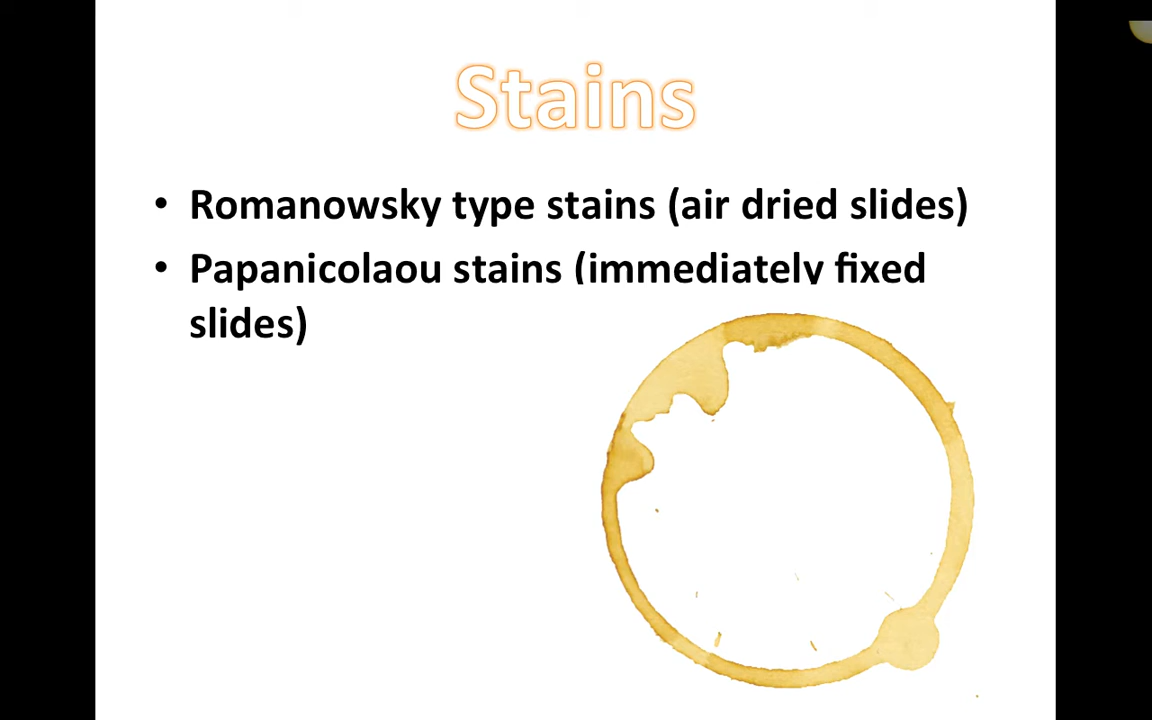 Stains
• Romanowsky type stains (air dried slides)
• Papanicolaou stains (immediately fixed
slides)